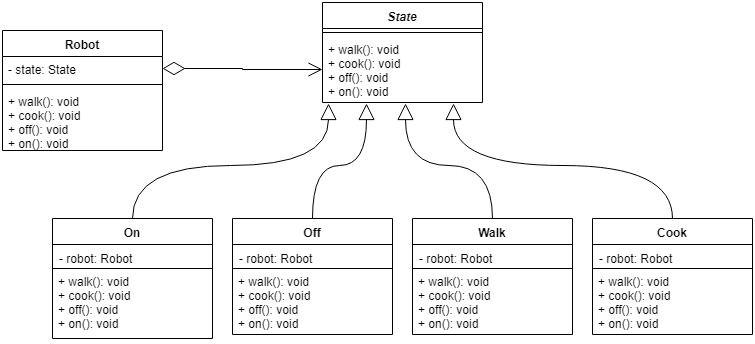 State
+ walk(): void
+ cook(): void
+ off(): void
+ on(): void
Robot
- state: State
+ walk(): void
+ cook(): void
+ off(): void
+ on(): void
On
- robot: Robot
+ walk(): void
+ cook(): void
+ off(): void
+ on(): void
Off
- robot: Robot
+ walk(): void
+ cook(): void
+ off(): void
+ on(): void
Walk
- robot: Robot
+ walk(): void
+ cook(): void
+ off(): void
+ on(): void
Cook
- robot: Robot
+ walk(): void
+ cook(): void
+ off(): void
+ on(): void